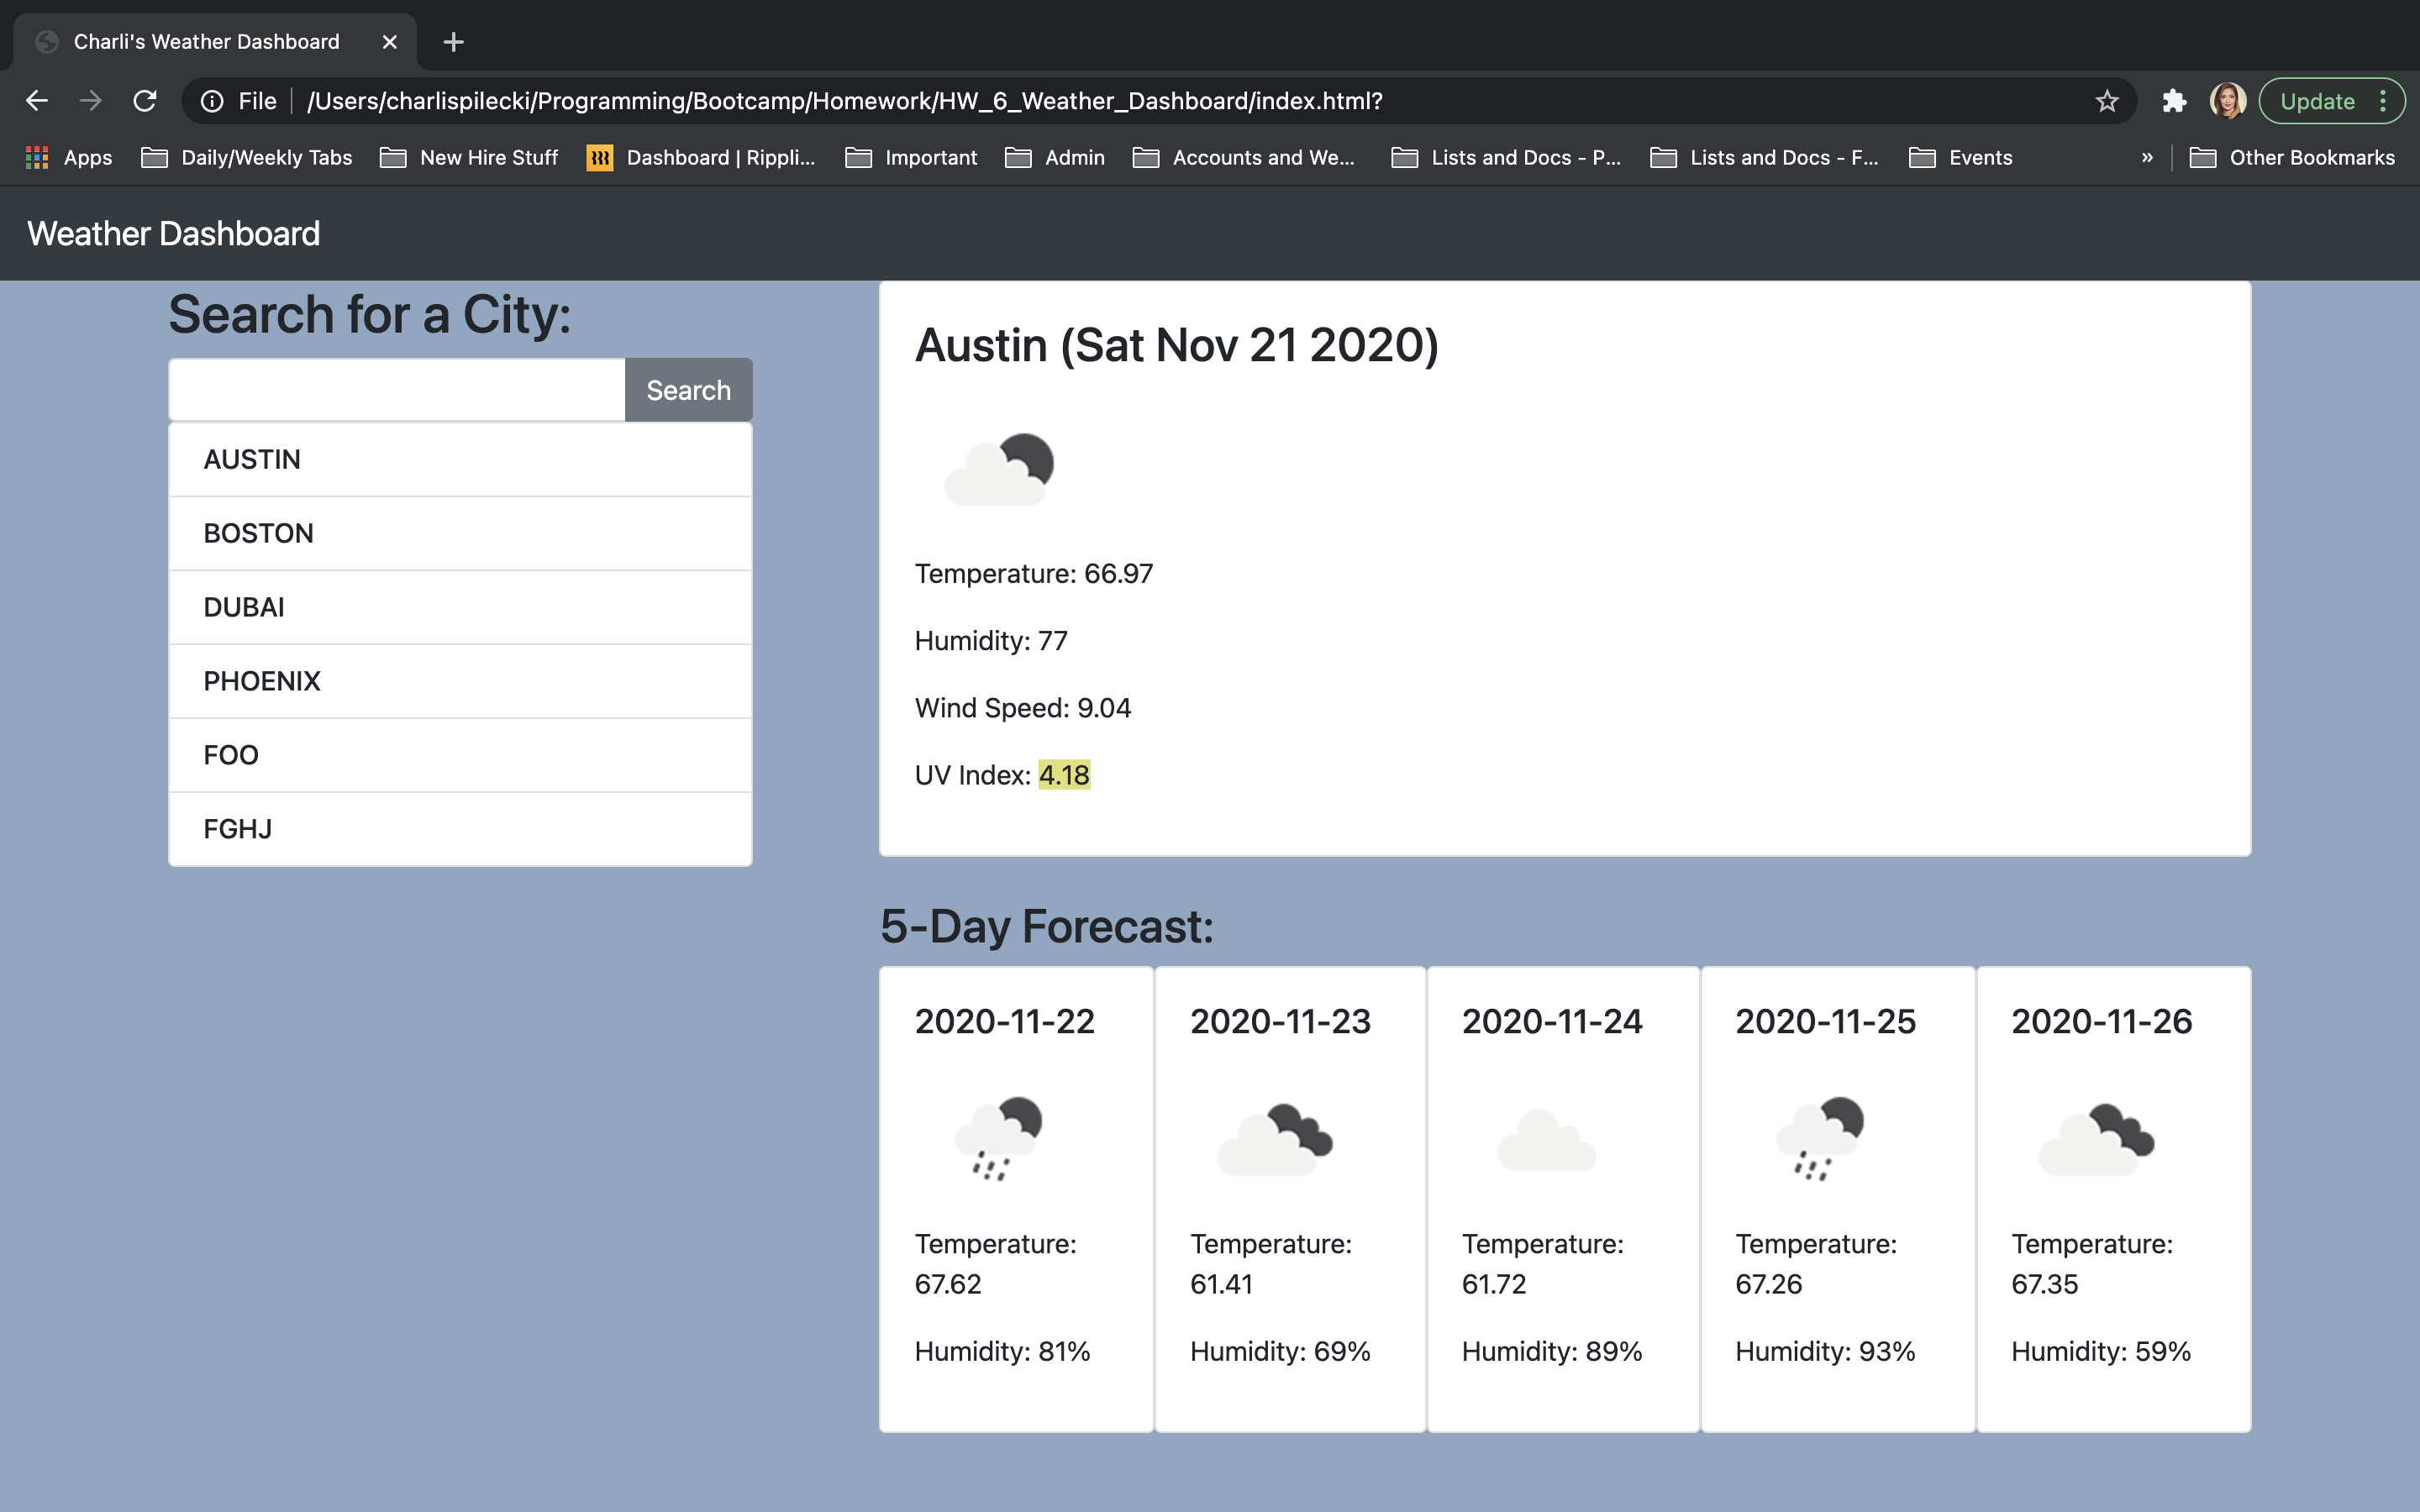 Charli's Weather Dashboard
File
/Users/charlispilecki/Programming/Bootcamp/Homework/HW_6_Weather_Dashboard/index.html?
Update
Apps
Daily/Weekly Tabs
New Hire Stuff
Dashboard | Rippli...
Important
Admin
Accounts and We...
Lists and Docs - P...
Lists and Docs - F...
Events
»
Other Bookmarks
Weather Dashboard
Search for a City:
Search
AUSTIN
BOSTON
DUBAI
PHOENIX
FOO
FGHJ
Austin (Sat Nov 21 2020)
Temperature: 66.97
Humidity: 77
Wind Speed: 9.04
UV Index: 4.18
5-Day Forecast:
2020-11-22
Temperature:
67.62
Humidity: 81%
2020-11-23
Temperature:
61.41
Humidity: 69%
2020-11-24
Temperature:
61.72
Humidity: 89%
2020-11-25
Temperature:
67.26
Humidity: 93%
2020-11-26
Temperature:
67.35
Humidity: 59%